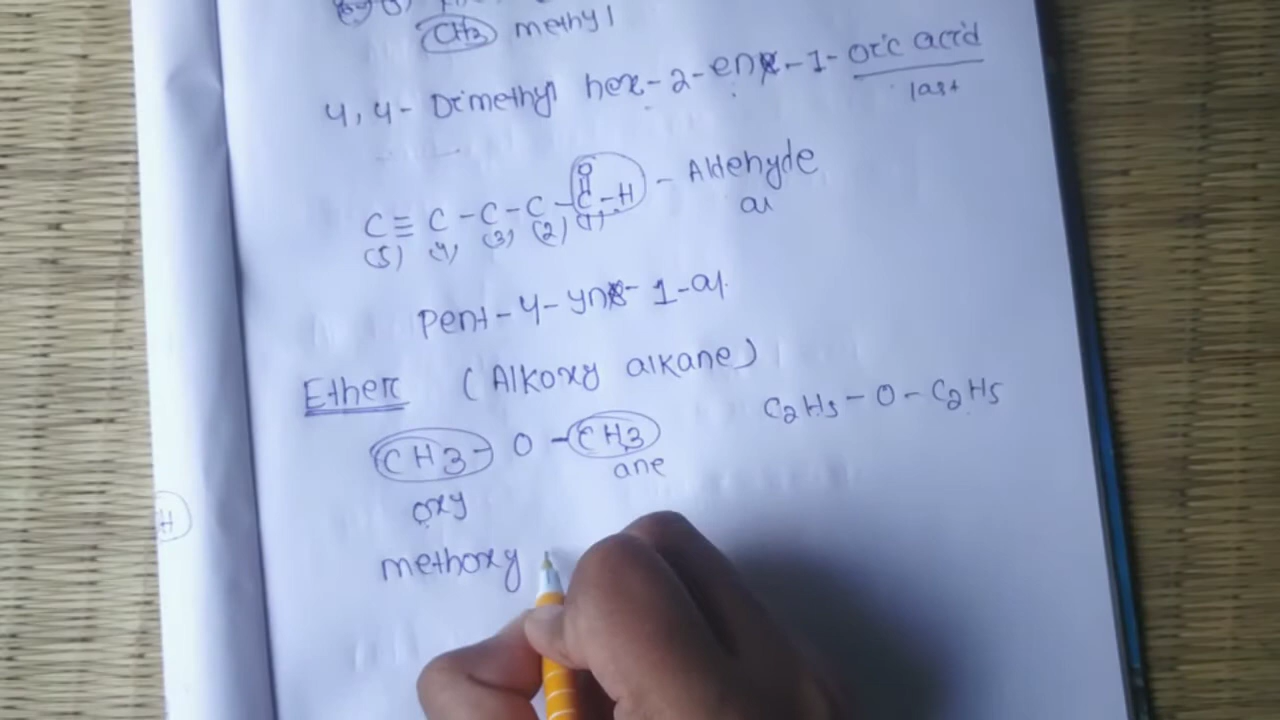 CH3 methyl
4,4- Dimethyl hex-2-en-1-oic acid
last
O
C≡C-C-C-C-H - Aldehyde
(5) (4) (3) (2) (1) al
Pent-4-yn-1-al.
Ether (Alkoxy alkane)
CH3- O -CH3 C2H5-O-C2H5
oxy ane
methoxy
H